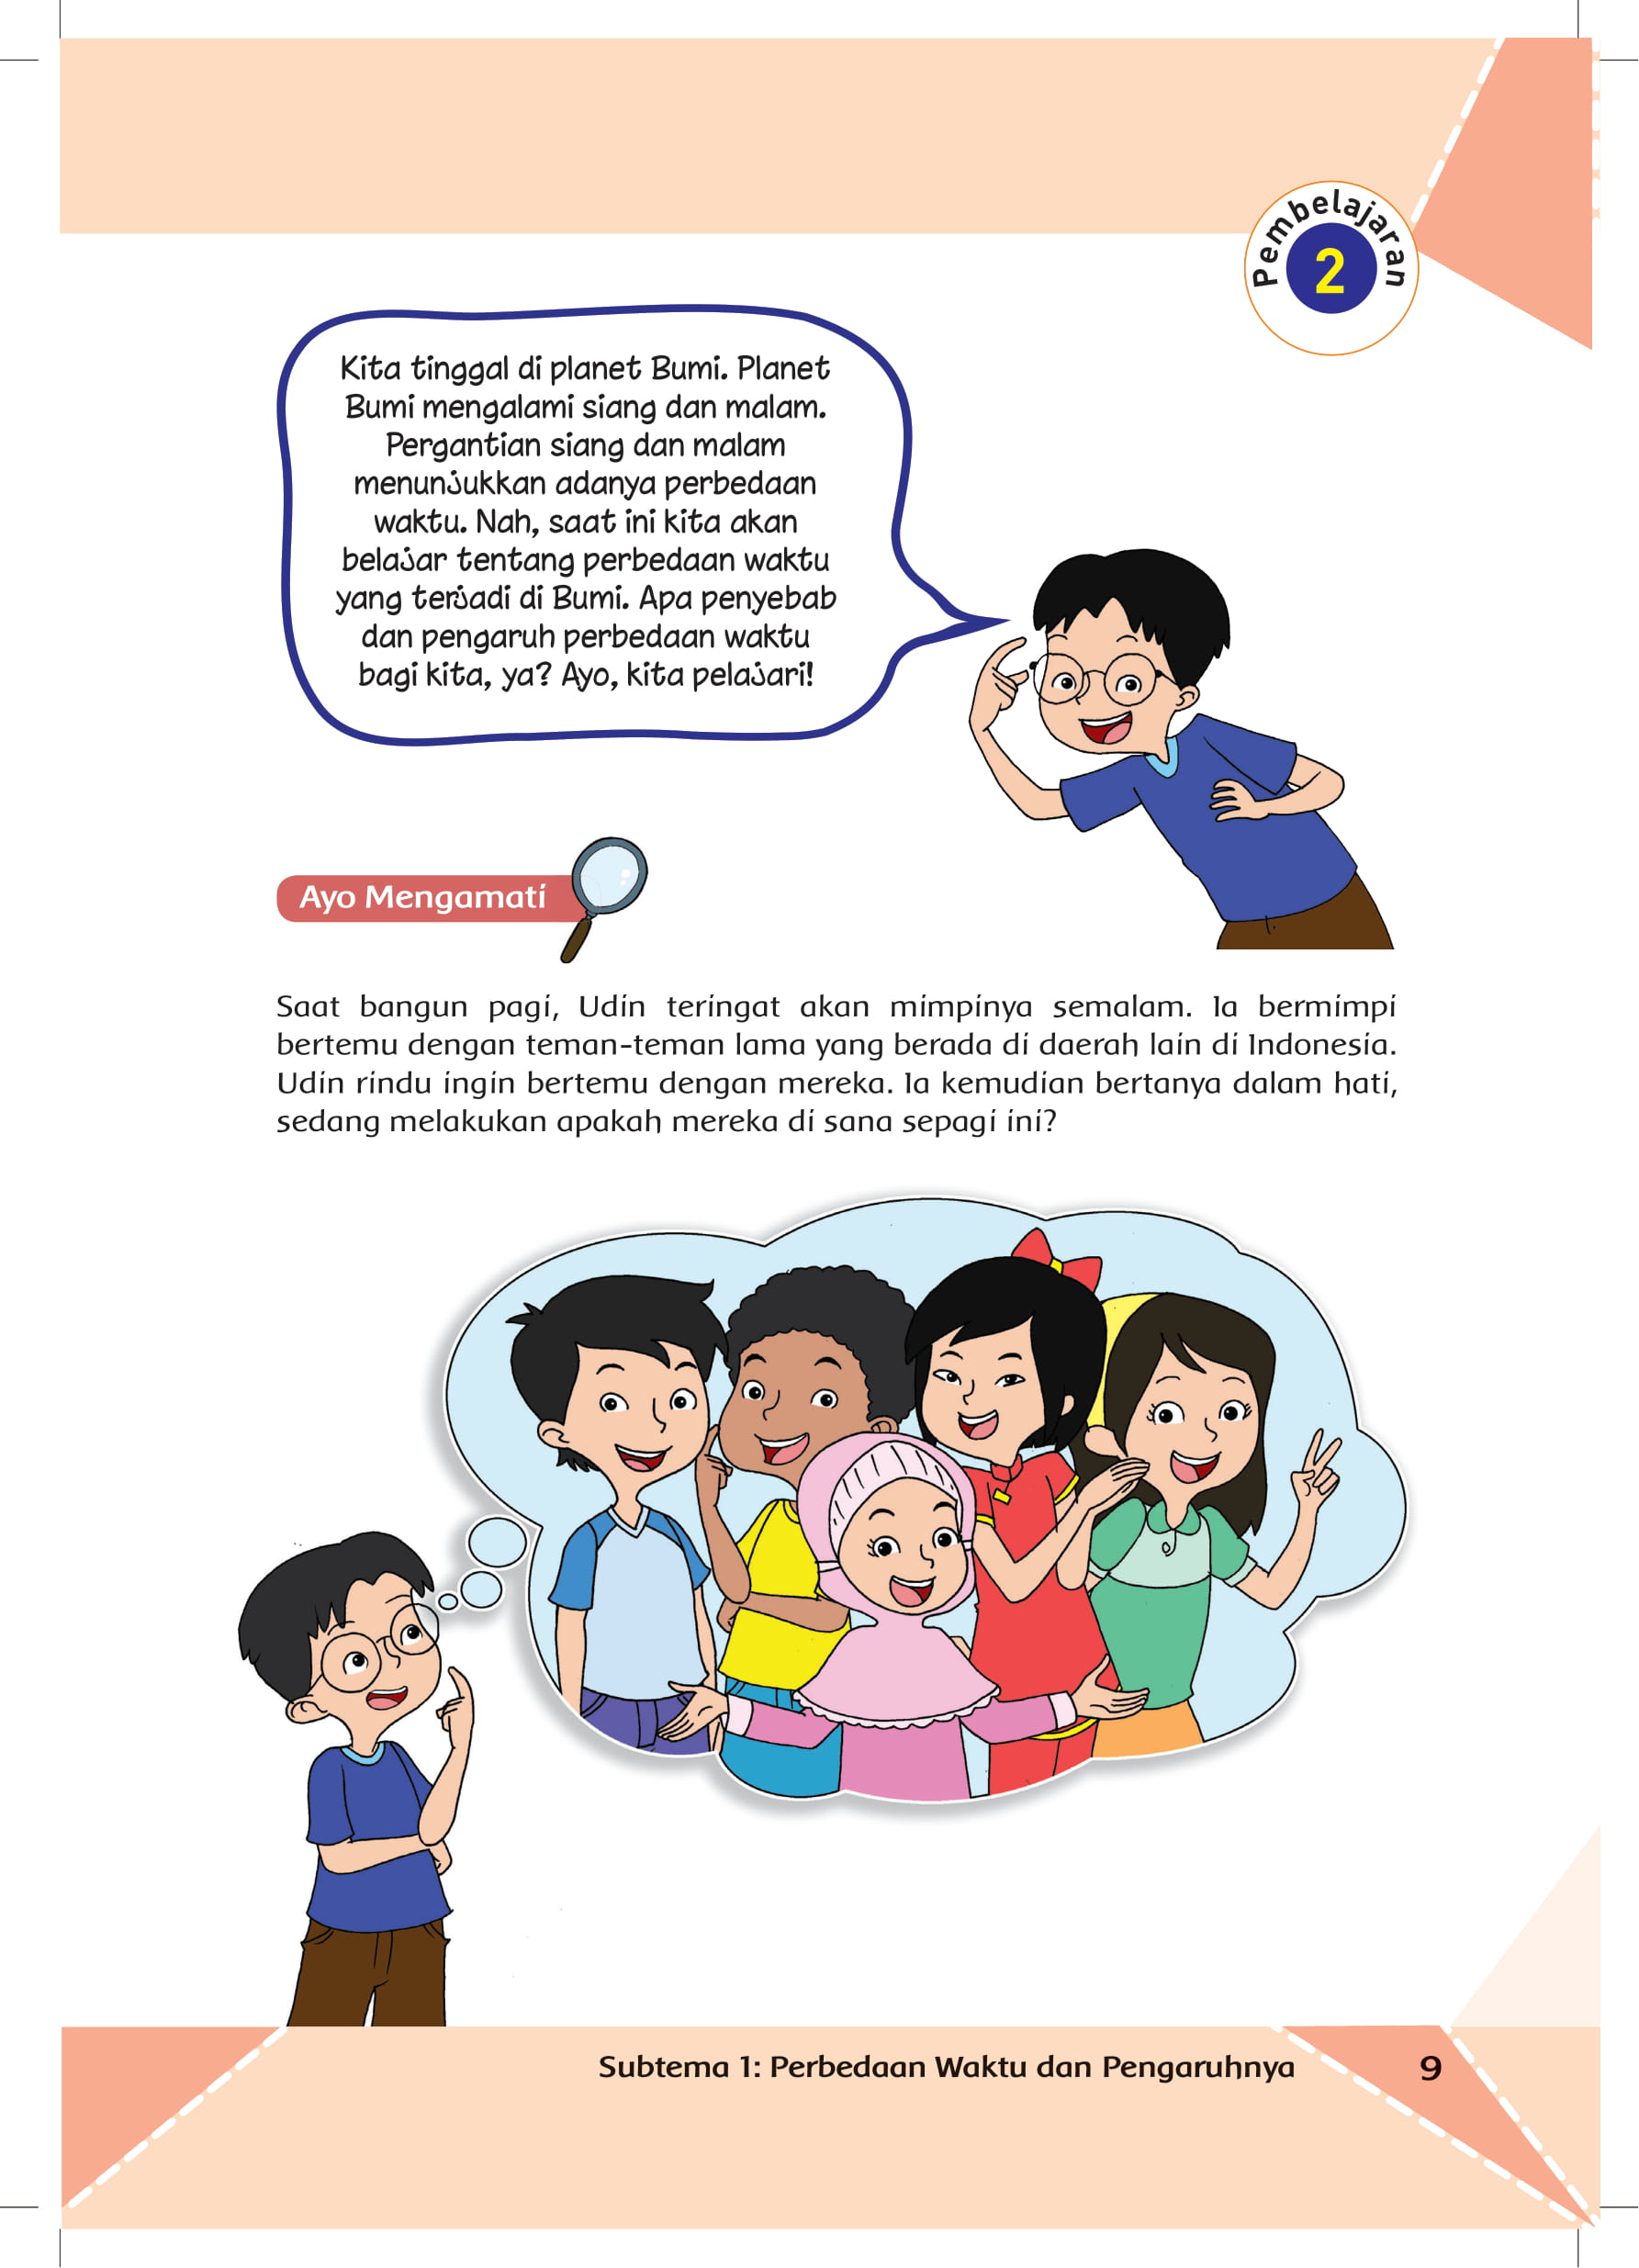 Pembelajaran
2
Kita tinggal di planet Bumi. Planet
Bumi mengalami siang dan malam.
Pergantian siang dan malam
menunjukkan adanya perbedaan
waktu. Nah, saat ini kita akan
belajar tentang perbedaan waktu
yang terjadi di Bumi. Apa penyebab
dan pengaruh perbedaan waktu
bagi kita, ya? Ayo, kita pelajari!
Ayo Mengamati
Saat bangun pagi, Udin teringat akan mimpinya semalam. Ia bermimpi
bertemu dengan teman-teman lama yang berada di daerah lain di Indonesia.
Udin rindu ingin bertemu dengan mereka. Ia kemudian bertanya dalam hati,
sedang melakukan apakah mereka di sana sepagi ini?
Subtema 1: Perbedaan Waktu dan Pengaruhnya
9